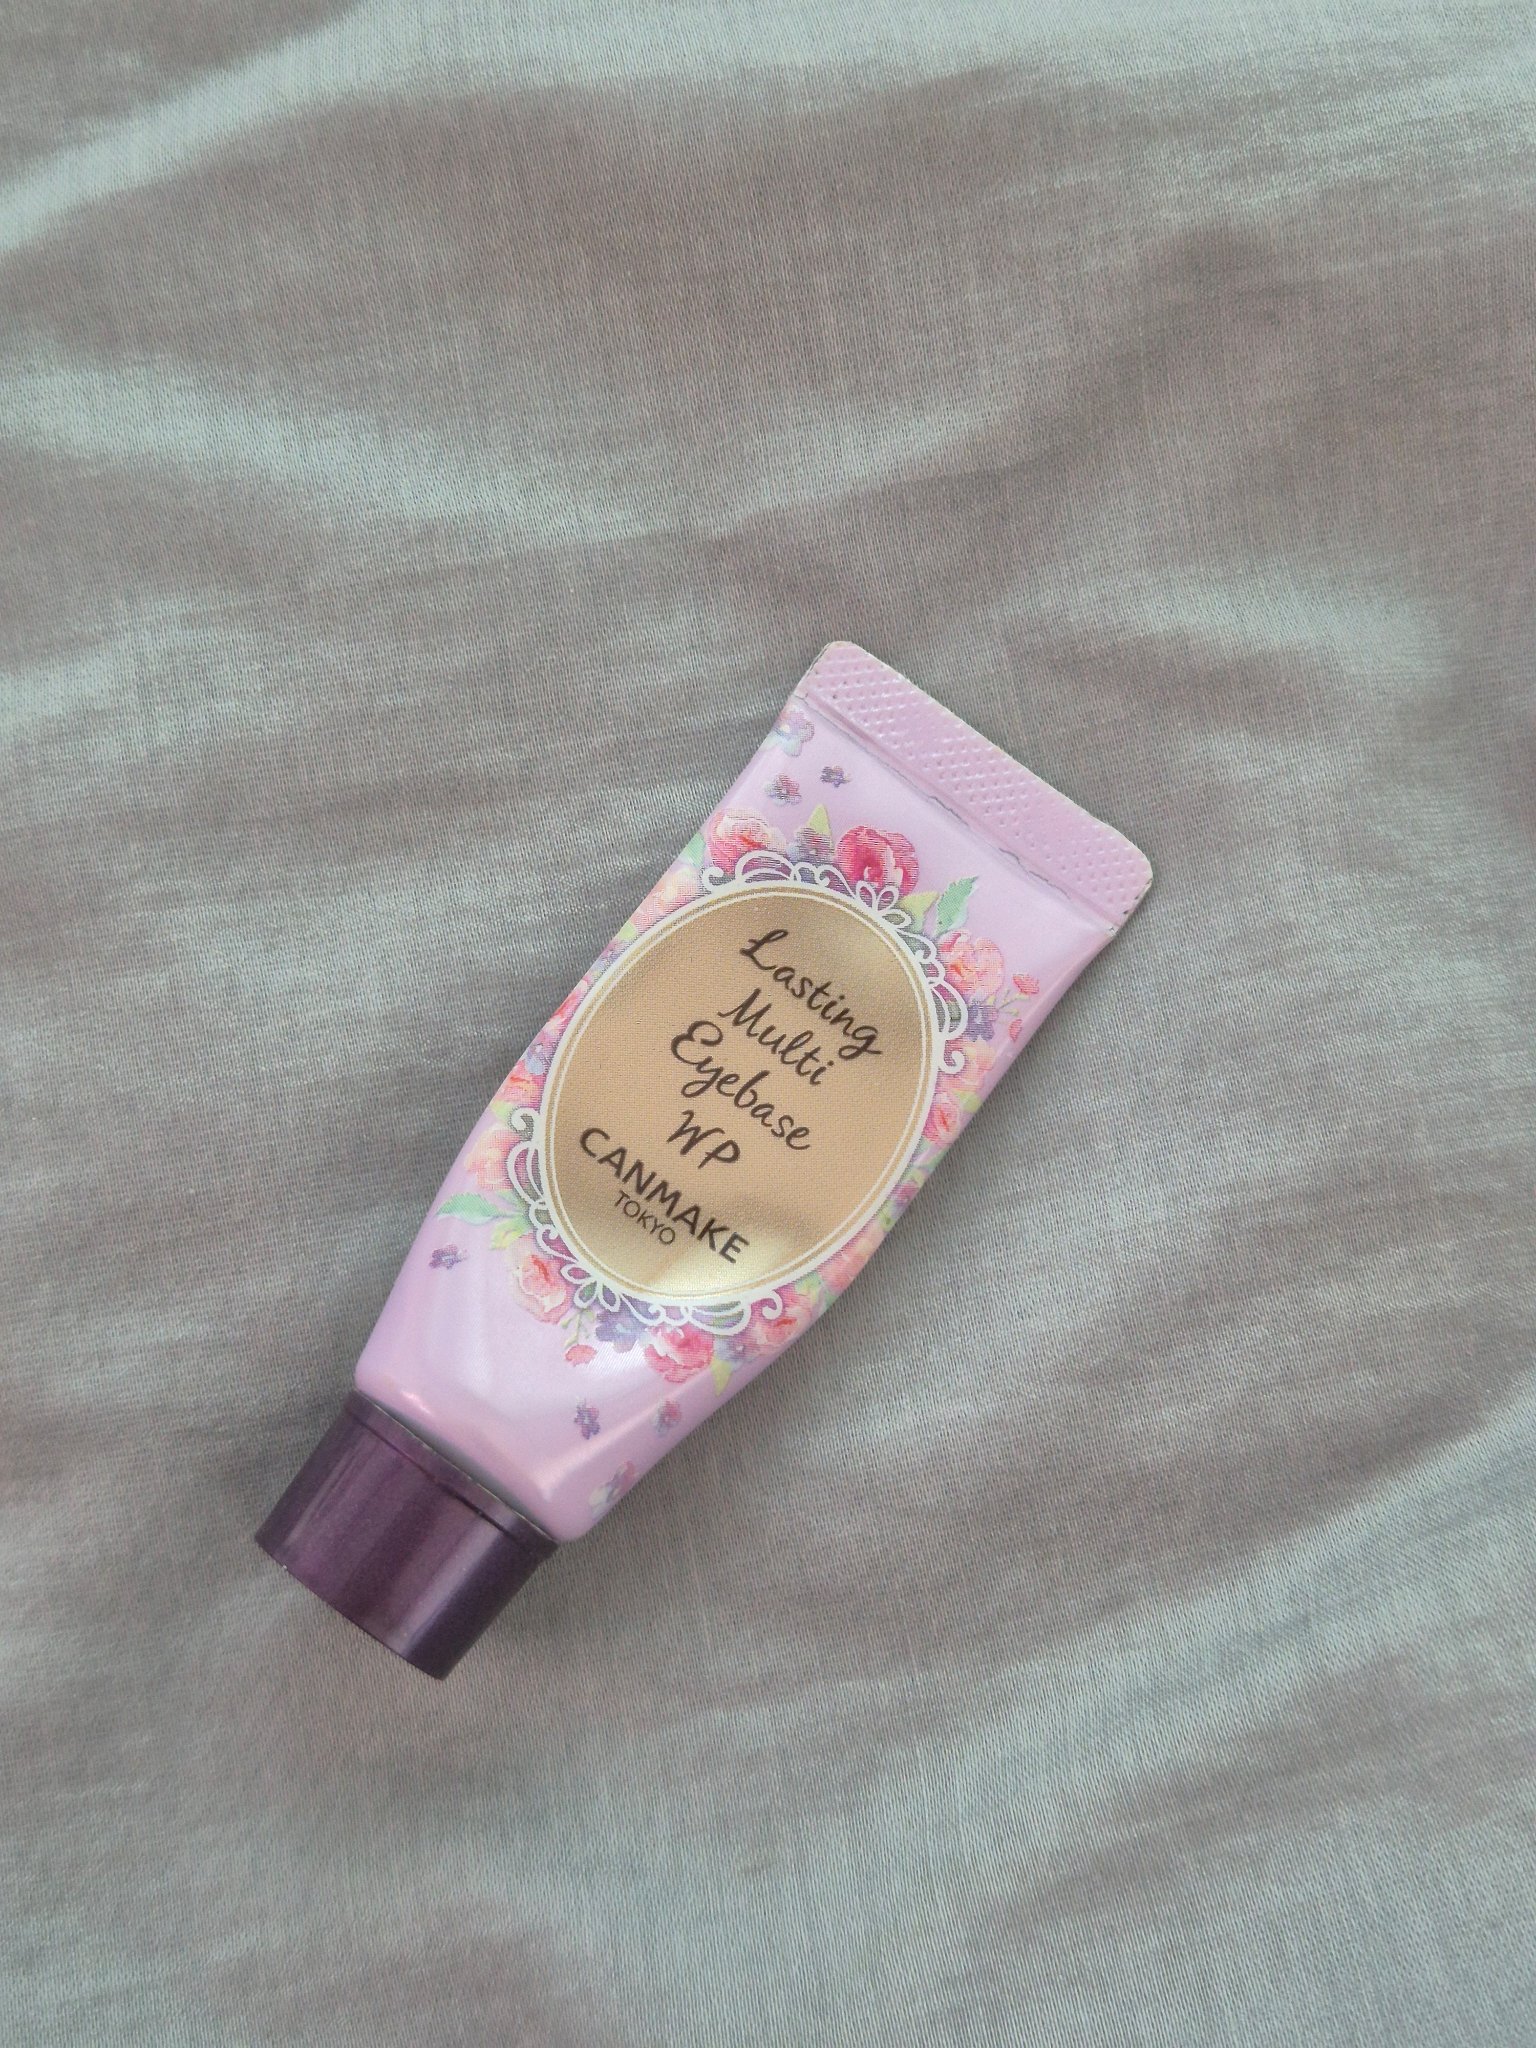 Lasting
Multi
Eyebase
WP
CANMAKE
TOKYO